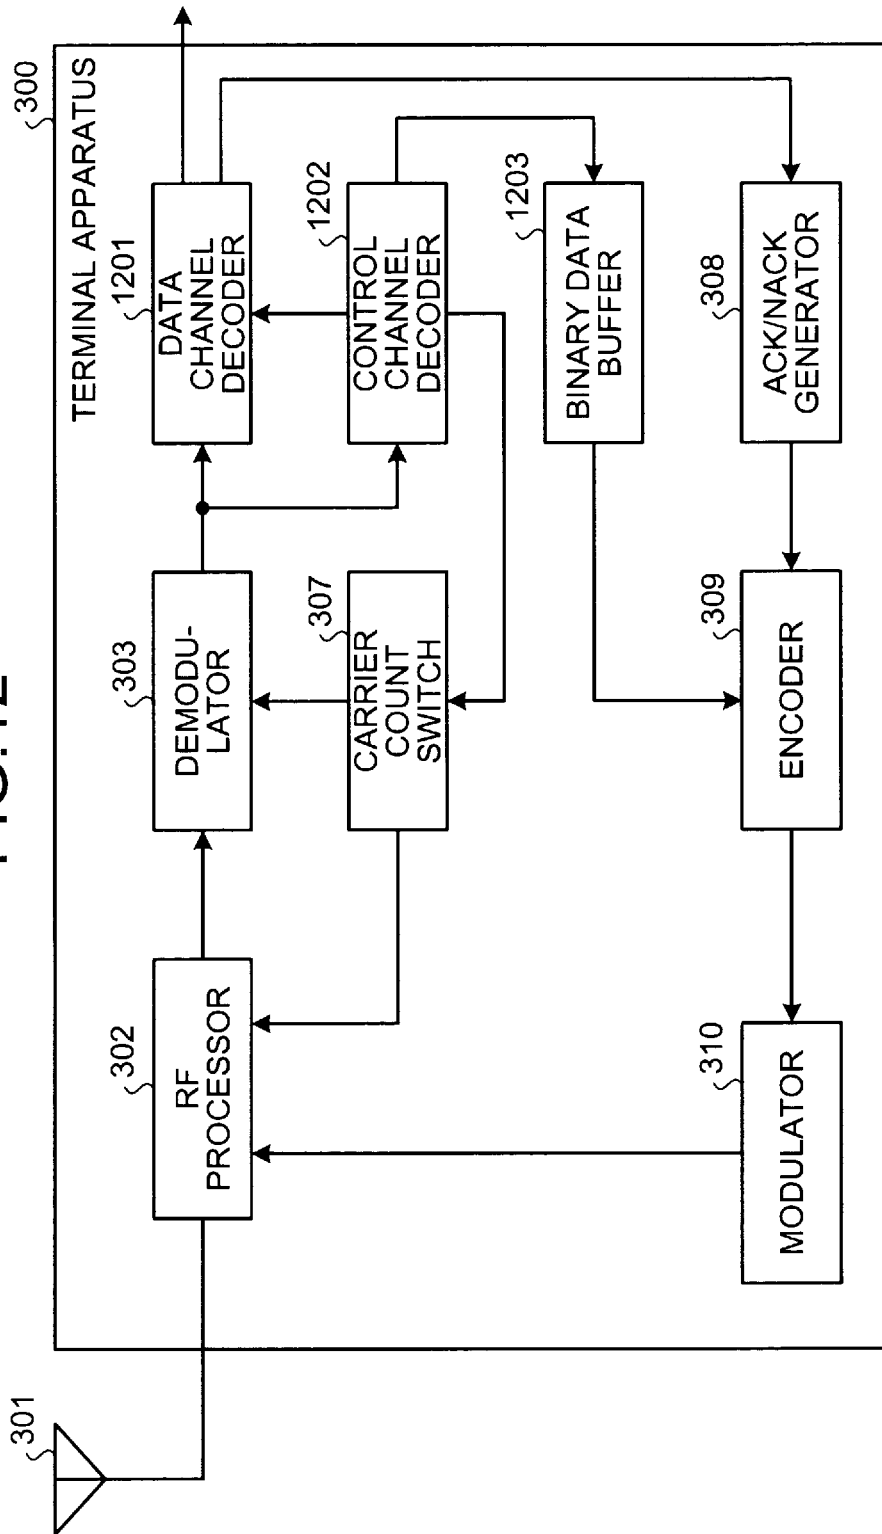 FIG.12
301
300
TERMINAL APPARATUS
302
RF
PROCESSOR
303
DEMODU-
LATOR
1201
DATA
CHANNEL
DECODER
307
CARRIER
COUNT
SWITCH
1202
CONTROL
CHANNEL
DECODER
1203
BINARY DATA
BUFFER
310
MODULATOR
309
ENCODER
308
ACK/NACK
GENERATOR